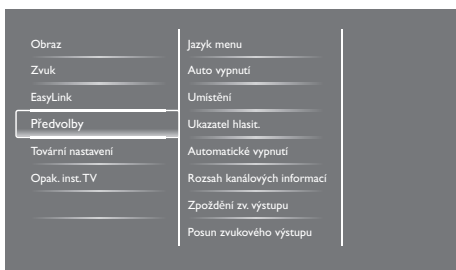 Obraz
Zvuk
EasyLink
Předvolby
Tovární nastavení
Opak. inst.TV
Jazyk menu
Auto vypnutí
Umístění
Ukazatel hlasit.
Automatické vypnutí
Rozsah kanálových informací
Zpoždění zv. výstupu
Posun zvukového výstupu